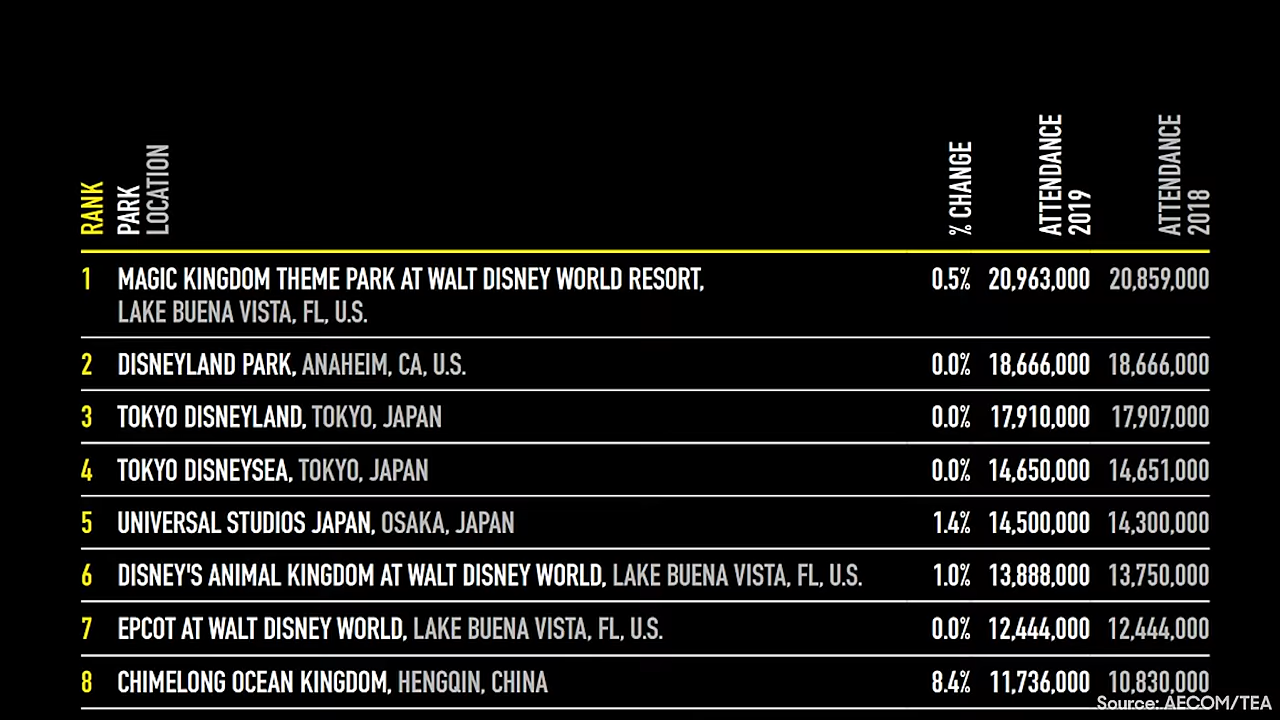 RANK
PARK
LOCATION
% CHANGE
ATTENDANCE
2019
ATTENDANCE
2018
1 MAGIC KINGDOM THEME PARK AT WALT DISNEY WORLD RESORT, 0.5% 20,963,000 20,859,000
LAKE BUENA VISTA, FL, U.S.
2 DISNEYLAND PARK, ANAHEIM, CA, U.S. 0.0% 18,666,000 18,666,000
3 TOKYO DISNEYLAND, TOKYO, JAPAN 0.0% 17,910,000 17,907,000
4 TOKYO DISNEYSEA, TOKYO, JAPAN 0.0% 14,650,000 14,651,000
5 UNIVERSAL STUDIOS JAPAN, OSAKA, JAPAN 1.4% 14,500,000 14,300,000
6 DISNEY'S ANIMAL KINGDOM AT WALT DISNEY WORLD, LAKE BUENA VISTA, FL, U.S. 1.0% 13,888,000 13,750,000
7 EPCOT AT WALT DISNEY WORLD, LAKE BUENA VISTA, FL, U.S. 0.0% 12,444,000 12,444,000
8 CHIMELONG OCEAN KINGDOM, HENGQIN, CHINA 8.4% 11,736,000 10,830,000
Source: AECOM/TEA